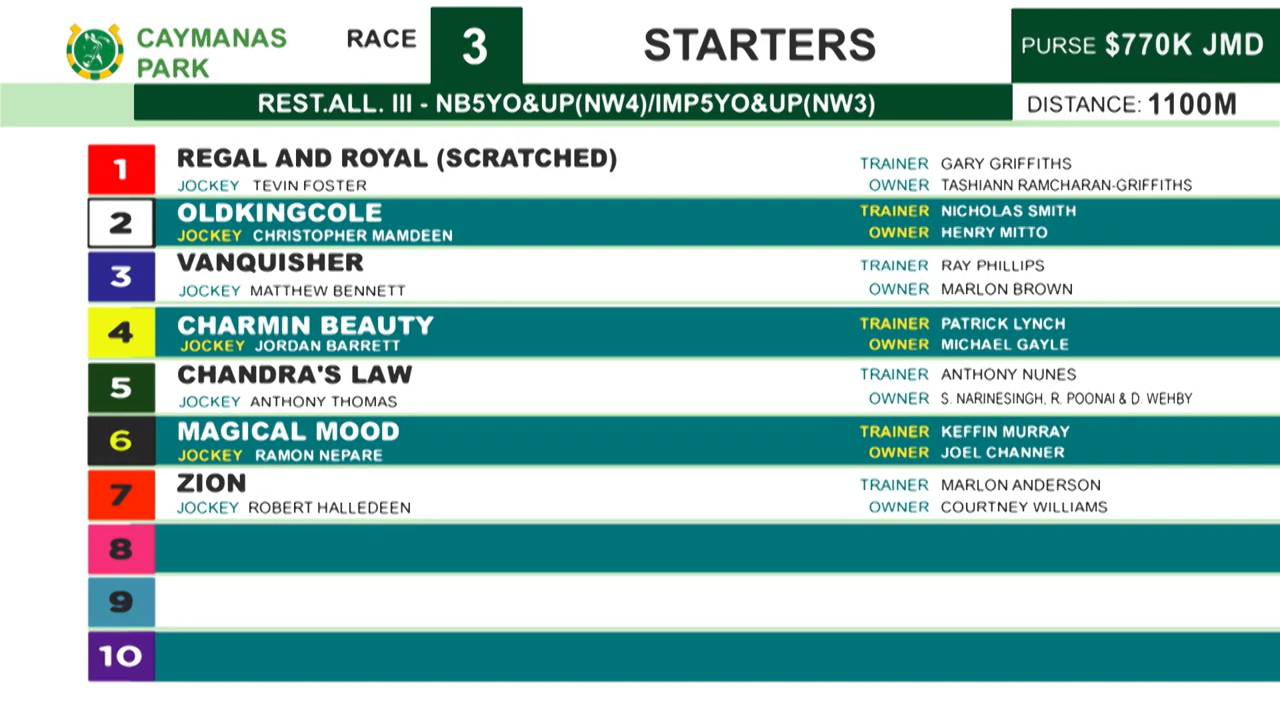 CAYMANAS PARK
RACE 3
STARTERS
PURSE $770K JMD
REST.ALL. III - NB5YO&UP(NW4)/IMP5YO&UP(NW3)
DISTANCE: 1100M
1 REGAL AND ROYAL (SCRATCHED)
JOCKEY TEVIN FOSTER
TRAINER GARY GRIFFITHS
OWNER TASHIANN RAMCHARAN-GRIFFITHS
2 OLDKINGCOLE
JOCKEY CHRISTOPHER MAMDEEN
TRAINER NICHOLAS SMITH
OWNER HENRY MITTO
3 VANQUISHER
JOCKEY MATTHEW BENNETT
TRAINER RAY PHILLIPS
OWNER MARLON BROWN
4 CHARMIN BEAUTY
JOCKEY JORDAN BARRETT
TRAINER PATRICK LYNCH
OWNER MICHAEL GAYLE
5 CHANDRA'S LAW
JOCKEY ANTHONY THOMAS
TRAINER ANTHONY NUNES
OWNER S. NARINESINGH, R. POONAI & D. WEHBY
6 MAGICAL MOOD
JOCKEY RAMON NEPARE
TRAINER KEFFIN MURRAY
OWNER JOEL CHANNER
7 ZION
JOCKEY ROBERT HALLEDEEN
TRAINER MARLON ANDERSON
OWNER COURTNEY WILLIAMS
8
9
10